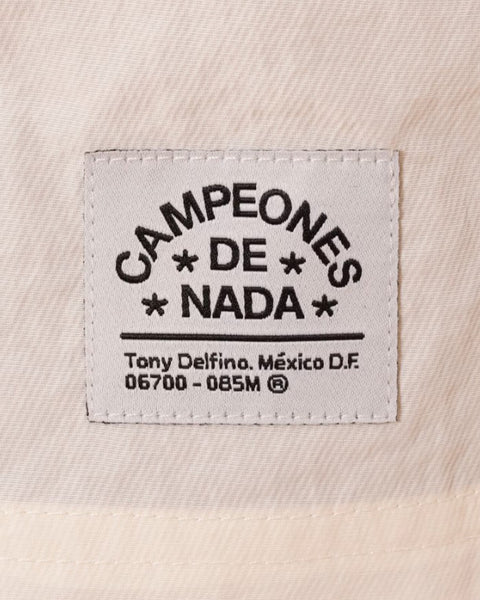 CAMPEONES
* DE *
* NADA *
Tony Delfino. México D.F.
06700 - 085M ®